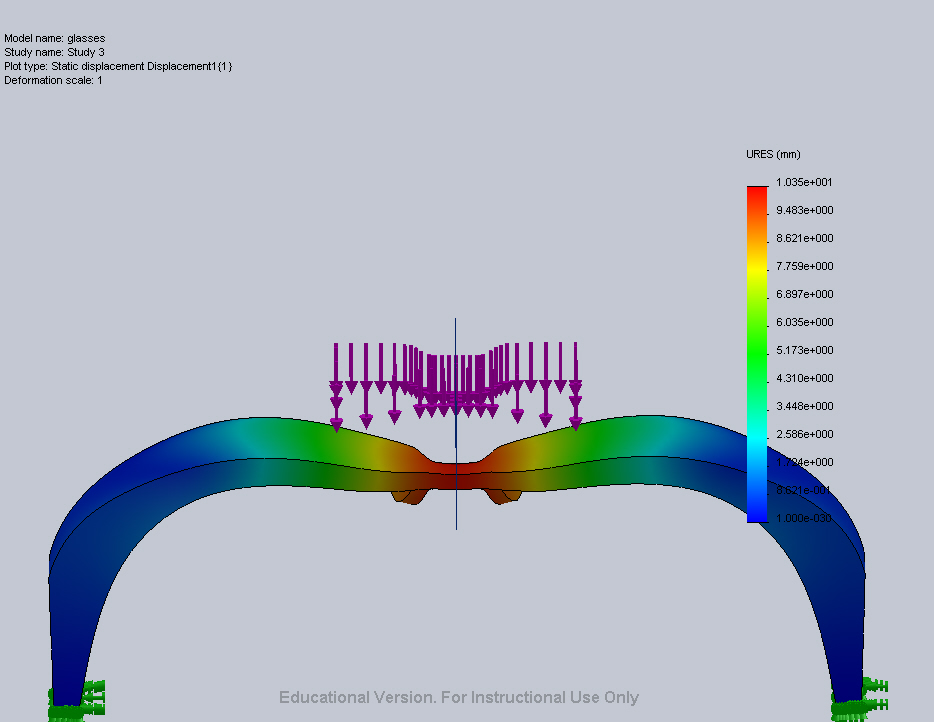 Model name: glasses
Study name: Study 3
Plot type: Static displacement Displacement1{1}
Deformation scale: 1
URES (mm)
1.035e+001
9.483e+000
8.621e+000
7.759e+000
6.897e+000
6.035e+000
5.173e+000
4.310e+000
3.448e+000
2.586e+000
1.724e+000
8.621e-001
1.000e-030
Educational Version. For Instructional Use Only